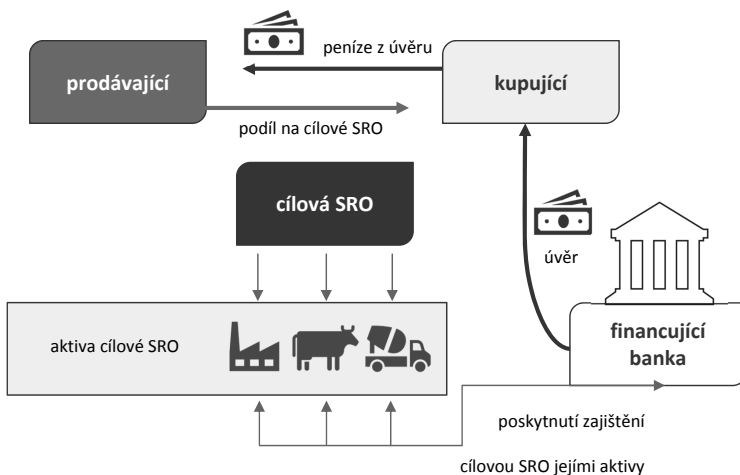 peníze z úvěru
prodávající
kupující
podíl na cílové SRO
cílová SRO
úvěr
aktiva cílové SRO
financující
banka
poskytnutí zajištění
cílovou SRO jejími aktivy